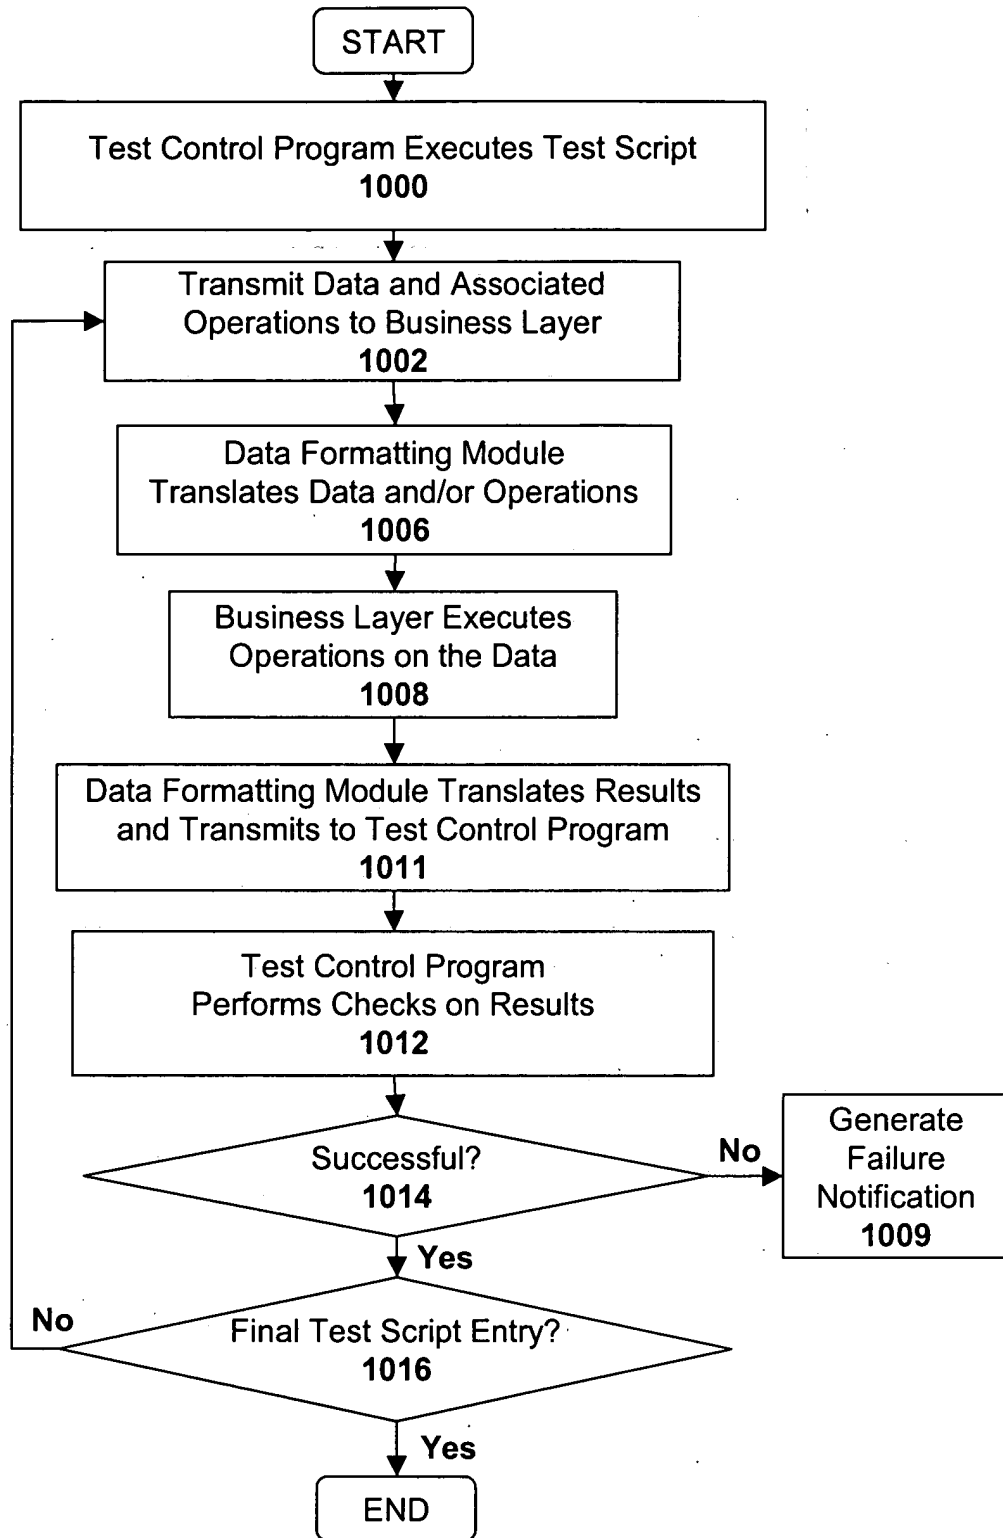 START
Test Control Program Executes Test Script
1000
Transmit Data and Associated
Operations to Business Layer
1002
Data Formatting Module
Translates Data and/or Operations
1006
Business Layer Executes
Operations on the Data
1008
Data Formatting Module Translates Results
and Transmits to Test Control Program
1011
Test Control Program
Performs Checks on Results
1012
Successful?
1014
No
Generate
Failure
Notification
1009
Yes
No
Final Test Script Entry?
1016
Yes
END